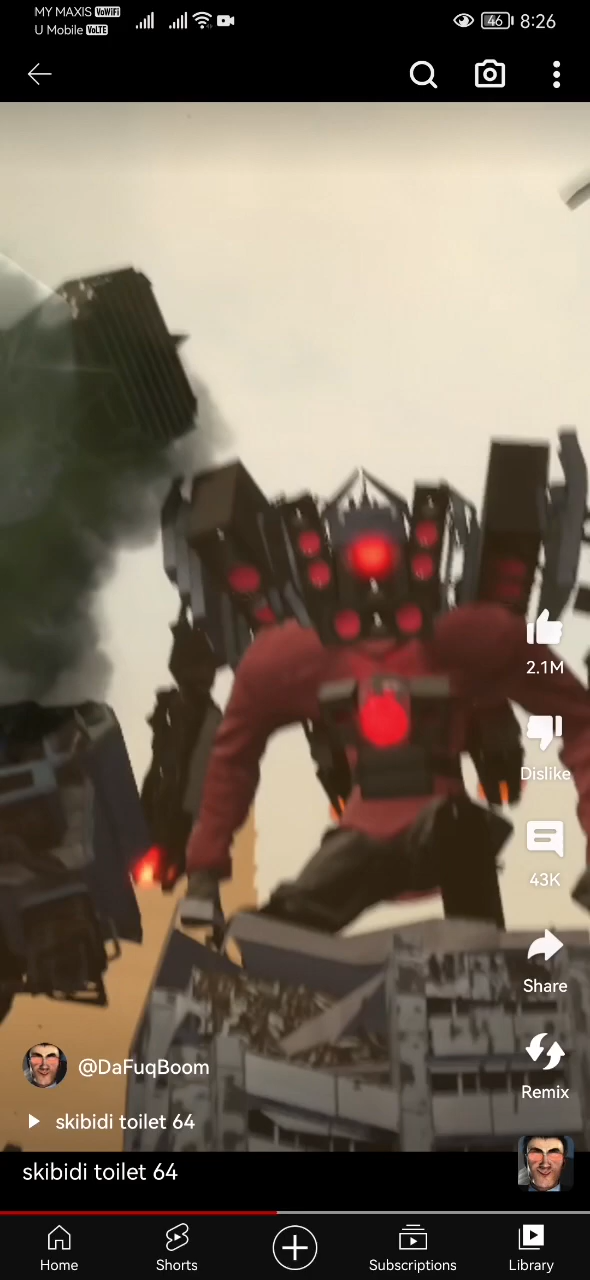 MY MAXIS VoWiFi
U Mobile VoLTE
46 8:26
2.1M
Dislike
43K
Share
Remix
@DaFuqBoom
skibidi toilet 64
skibidi toilet 64
Home
Shorts
Subscriptions
Library